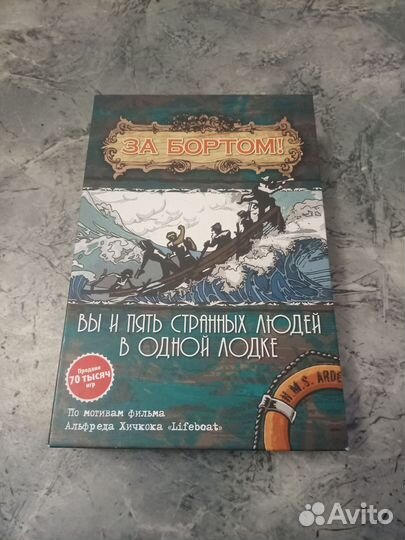 ЗА БОРТОМ!
ВЫ И ПЯТЬ СТРАННЫХ ЛЮДЕЙ
В ОДНОЙ ЛОДКЕ
Продано
70 ТЫСЯЧ
игр
По мотивам фильма
Альфреда Хичкока «Lifeboat»
H.M.S. ARDE
Avito